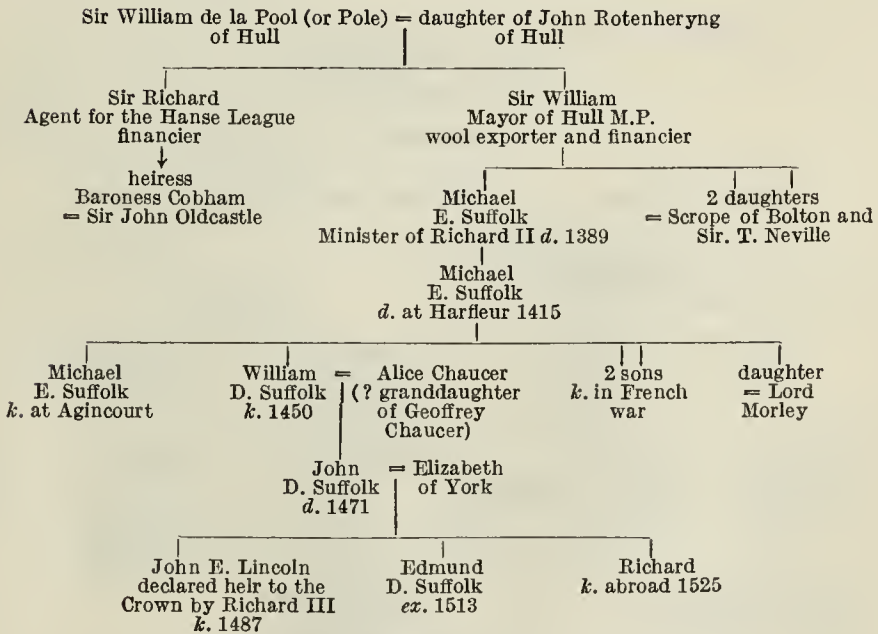 Sir William de la Pool (or Pole) = daughter of John Rotenheryng
of Hull of Hull
Sir Richard
Agent for the Hanse League
financier
heiress
Baroness Cobham
= Sir John Oldcastle
Sir William
Mayor of Hull M.P.
wool exporter and financier
Michael
E. Suffolk
Minister of Richard II d. 1389
2 daughters
= Scrope of Bolton and
Sir. T. Neville
Michael
E. Suffolk
d. at Harfleur 1415
Michael
E. Suffolk
k. at Agincourt
William =
D. Suffolk
k. 1450
Alice Chaucer
(? granddaughter
of Geoffrey
Chaucer)
2 sons
k. in French
war
daughter
= Lord
Morley
John
D. Suffolk
d. 1471
= Elizabeth
of York
John E. Lincoln
declared heir to the
Crown by Richard III
k. 1487
Edmund
D. Suffolk
ex. 1513
Richard
k. abroad 1525